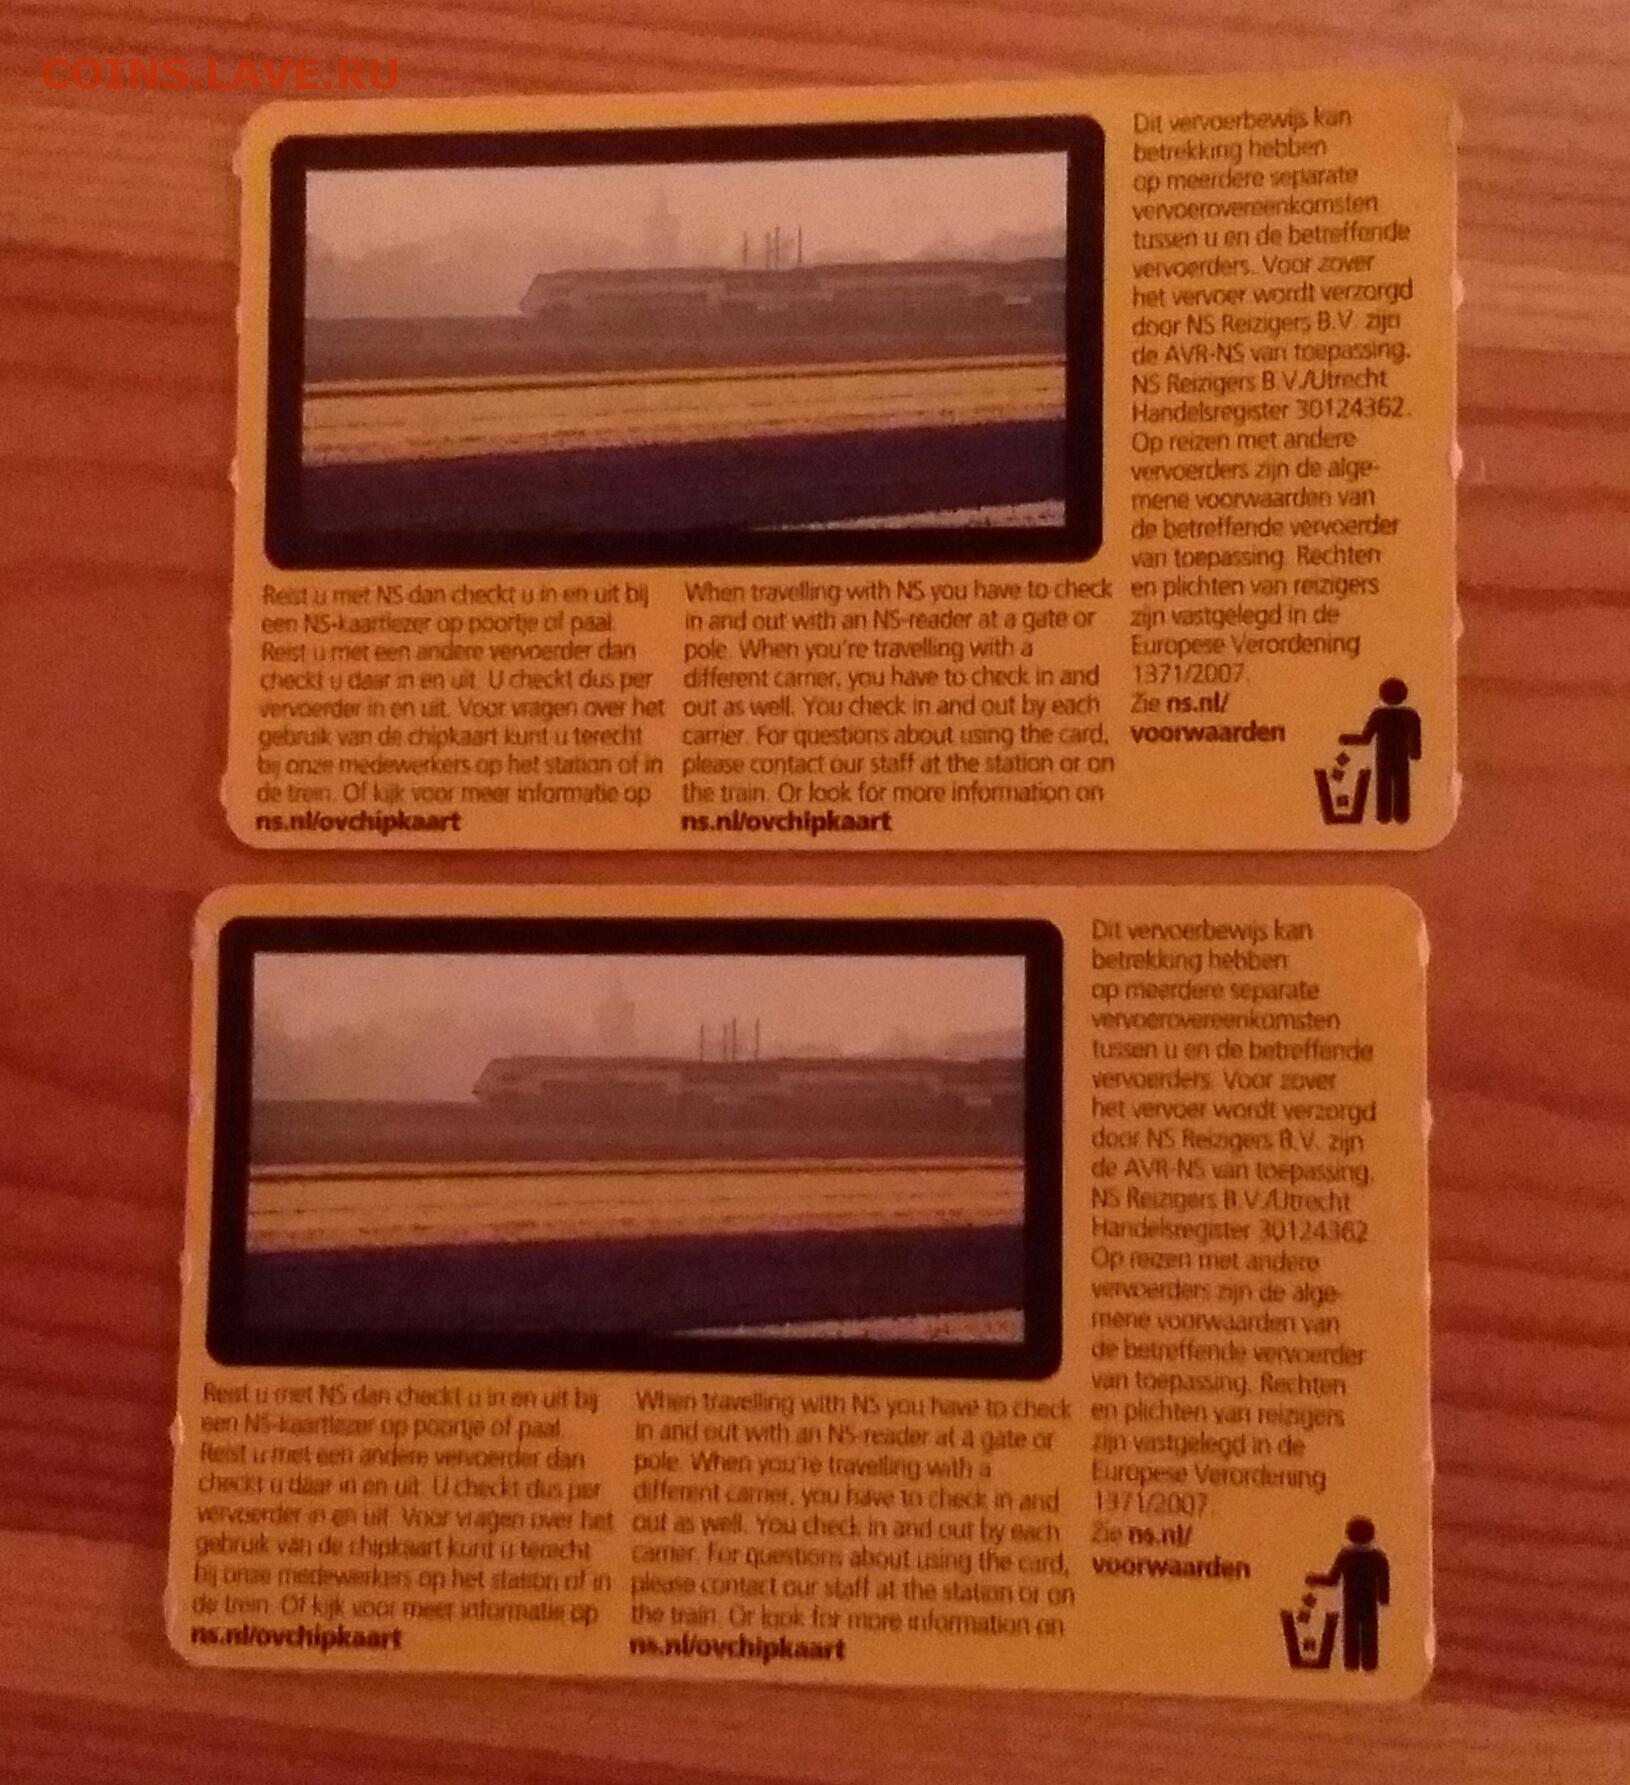 COINS.LAVE.RU
Dit vervoerbewijs kan
betrekking hebben
op meerdere separate
vervoerovereenkomsten
tussen u en de betreffende
vervoerders. Voor zover
het vervoer wordt verzorgd
door NS Reizigers B.V. zijn
de AVR-NS van toepassing.
NS Reizigers B.V./Utrecht
Handelsregister 30124362.
Op reizen met andere
vervoerders zijn de alge-
mene voorwaarden van
de betreffende vervoerder
van toepassing. Rechten
en plichten van reizigers
zijn vastgelegd in de
Europese Verordening
1371/2007.
Zie ns.nl/
voorwaarden
Reist u met NS dan checkt u in en uit bij
een NS-kaartlezer op poortje of paal.
Reist u met een andere vervoerder dan
checkt u daar in en uit. U checkt dus per
vervoerder in en uit. Voor vragen over het
gebruik van de chipkaart kunt u terecht
bij onze medewerkers op het station of in
de trein. Of kijk voor meer informatie op
ns.nl/ovchipkaart
When travelling with NS you have to check
in and out with an NS-reader at a gate or
pole. When you're travelling with a
different carrier, you have to check in and
out as well. You check in and out by each
carrier. For questions about using the card,
please contact our staff at the station or on
the train. Or look for more information on
ns.nl/ovchipkaart
Dit vervoerbewijs kan
betrekking hebben
op meerdere separate
vervoerovereenkomsten
tussen u en de betreffende
vervoerders. Voor zover
het vervoer wordt verzorgd
door NS Reizigers B.V. zijn
de AVR-NS van toepassing.
NS Reizigers B.V./Utrecht
Handelsregister 30124362.
Op reizen met andere
vervoerders zijn de alge-
mene voorwaarden van
de betreffende vervoerder
van toepassing. Rechten
en plichten van reizigers
zijn vastgelegd in de
Europese Verordening
1371/2007.
Zie ns.nl/
voorwaarden
Reist u met NS dan checkt u in en uit bij
een NS-kaartlezer op poortje of paal.
Reist u met een andere vervoerder dan
checkt u daar in en uit. U checkt dus per
vervoerder in en uit. Voor vragen over het
gebruik van de chipkaart kunt u terecht
bij onze medewerkers op het station of in
de trein. Of kijk voor meer informatie op
ns.nl/ovchipkaart
When travelling with NS you have to check
in and out with an NS-reader at a gate or
pole. When you're travelling with a
different carrier, you have to check in and
out as well. You check in and out by each
carrier. For questions about using the card,
please contact our staff at the station or on
the train. Or look for more information on
ns.nl/ovchipkaart